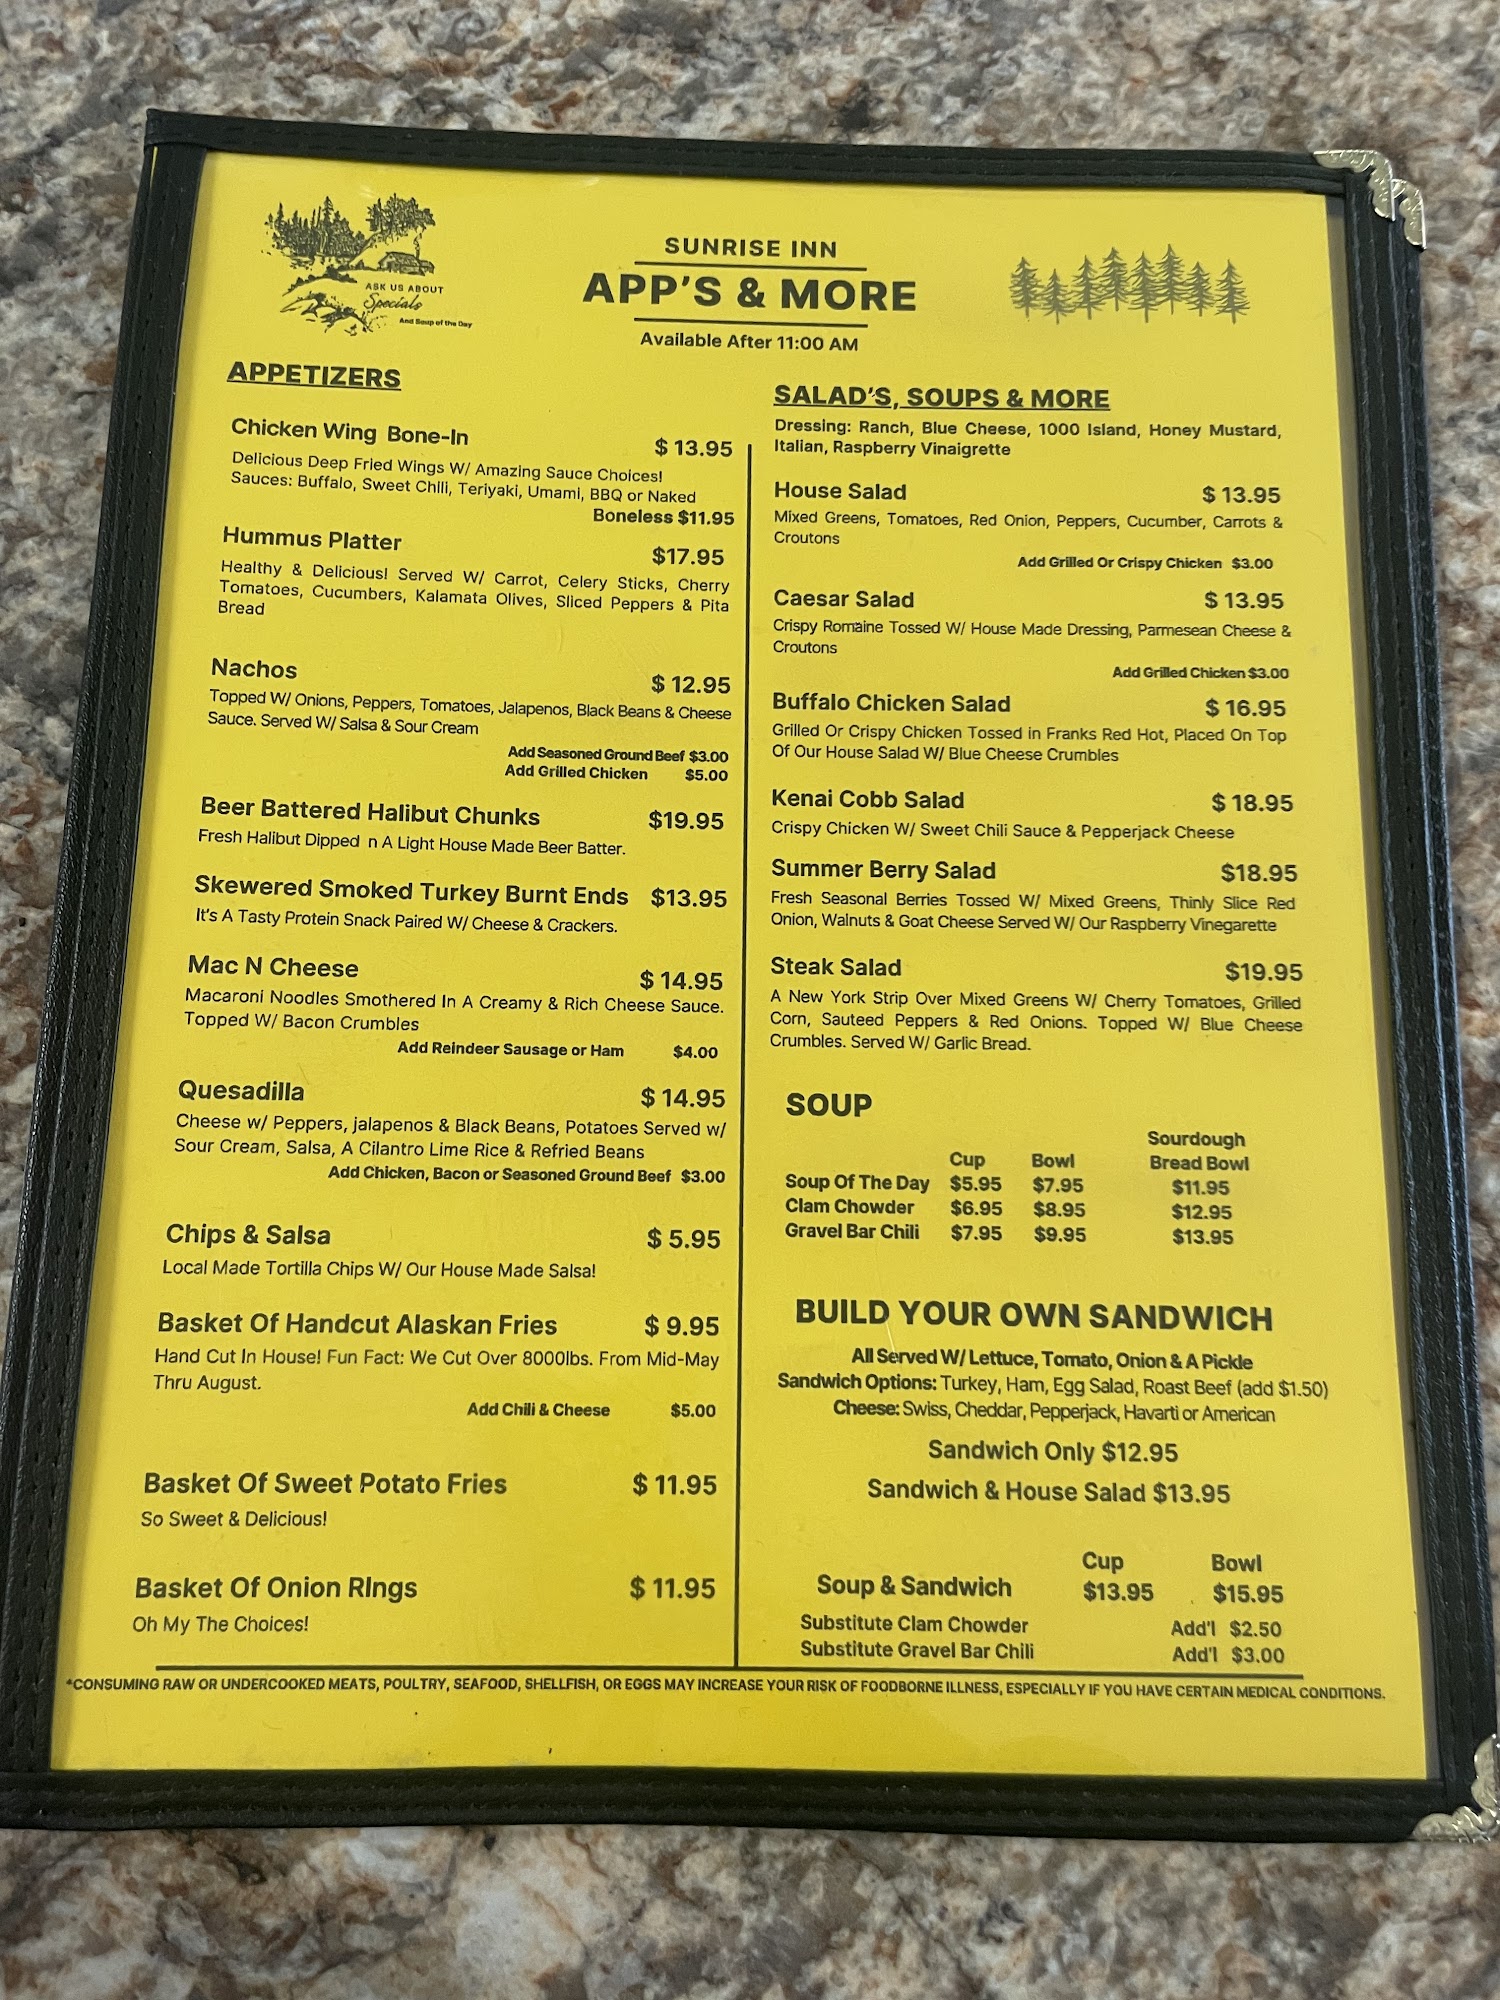 ASK US ABOUT
Specials
And Soup of the Day
SUNRISE INN
APP'S & MORE
Available After 11:00 AM
APPETIZERS
Chicken Wing Bone-In $ 13.95
Delicious Deep Fried Wings W/ Amazing Sauce Choices!
Sauces: Buffalo, Sweet Chili, Teriyaki, Umami, BBQ or Naked
Boneless $11.95
Hummus Platter $17.95
Healthy & Delicious! Served W/ Carrot, Celery Sticks, Cherry
Tomatoes, Cucumbers, Kalamata Olives, Sliced Peppers & Pita
Bread
Nachos $ 12.95
Topped W/ Onions, Peppers, Tomatoes, Jalapenos, Black Beans & Cheese
Sauce. Served W/ Salsa & Sour Cream
Add Seasoned Ground Beef $3.00
Add Grilled Chicken $5.00
Beer Battered Halibut Chunks $19.95
Fresh Halibut Dipped n A Light House Made Beer Batter.
Skewered Smoked Turkey Burnt Ends $13.95
It's A Tasty Protein Snack Paired W/ Cheese & Crackers.
Mac N Cheese $ 14.95
Macaroni Noodles Smothered In A Creamy & Rich Cheese Sauce.
Topped W/ Bacon Crumbles
Add Reindeer Sausage or Ham $4.00
Quesadilla $ 14.95
Cheese w/ Peppers, jalapenos & Black Beans, Potatoes Served w/
Sour Cream, Salsa, A Cilantro Lime Rice & Refried Beans
Add Chicken, Bacon or Seasoned Ground Beef $3.00
Chips & Salsa $ 5.95
Local Made Tortilla Chips W/ Our House Made Salsa!
Basket Of Handcut Alaskan Fries $ 9.95
Hand Cut In House! Fun Fact: We Cut Over 8000lbs. From Mid-May
Thru August.
Add Chili & Cheese $5.00
Basket Of Sweet Potato Fries $ 11.95
So Sweet & Delicious!
Basket Of Onion RIngs $ 11.95
Oh My The Choices!
SALAD'S, SOUPS & MORE
Dressing: Ranch, Blue Cheese, 1000 Island, Honey Mustard,
Italian, Raspberry Vinaigrette
House Salad $ 13.95
Mixed Greens, Tomatoes, Red Onion, Peppers, Cucumber, Carrots &
Croutons
Add Grilled Or Crispy Chicken $3.00
Caesar Salad $ 13.95
Crispy Romaine Tossed W/ House Made Dressing, Parmesean Cheese &
Croutons
Add Grilled Chicken $3.00
Buffalo Chicken Salad $ 16.95
Grilled Or Crispy Chicken Tossed in Franks Red Hot, Placed On Top
Of Our House Salad W/ Blue Cheese Crumbles
Kenai Cobb Salad $ 18.95
Crispy Chicken W/ Sweet Chili Sauce & Pepperjack Cheese
Summer Berry Salad $18.95
Fresh Seasonal Berries Tossed W/ Mixed Greens, Thinly Slice Red
Onion, Walnuts & Goat Cheese Served W/ Our Raspberry Vinegarette
Steak Salad $19.95
A New York Strip Over Mixed Greens W/ Cherry Tomatoes, Grilled
Corn, Sauteed Peppers & Red Onions. Topped W/ Blue Cheese
Crumbles. Served W/ Garlic Bread.
SOUP
Sourdough
Cup Bowl Bread Bowl
Soup Of The Day $5.95 $7.95 $11.95
Clam Chowder $6.95 $8.95 $12.95
Gravel Bar Chili $7.95 $9.95 $13.95
BUILD YOUR OWN SANDWICH
All Served W/ Lettuce, Tomato, Onion & A Pickle
Sandwich Options: Turkey, Ham, Egg Salad, Roast Beef (add $1.50)
Cheese: Swiss, Cheddar, Pepperjack, Havarti or American
Sandwich Only $12.95
Sandwich & House Salad $13.95
Cup Bowl
Soup & Sandwich $13.95 $15.95
Substitute Clam Chowder Add'l $2.50
Substitute Gravel Bar Chili Add'l $3.00
*CONSUMING RAW OR UNDERCOOKED MEATS, POULTRY, SEAFOOD, SHELLFISH, OR EGGS MAY INCREASE YOUR RISK OF FOODBORNE ILLNESS, ESPECIALLY IF YOU HAVE CERTAIN MEDICAL CONDITIONS.